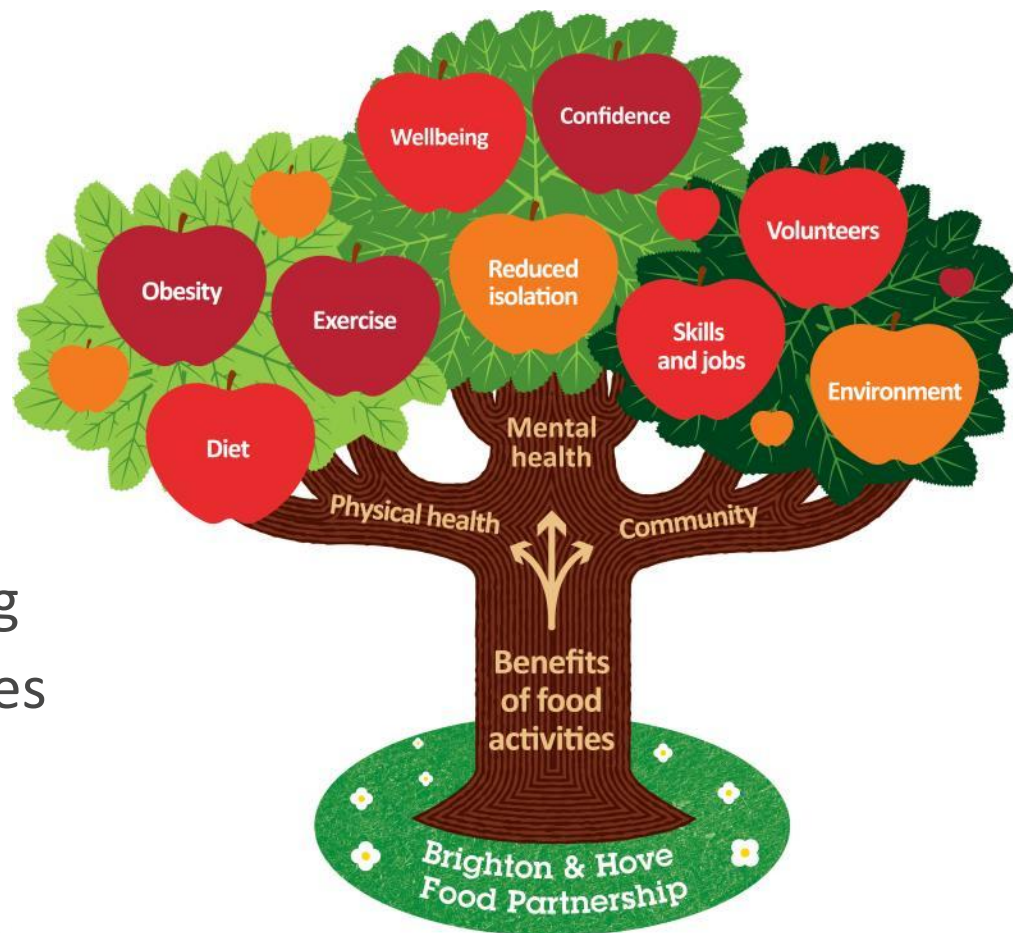 Wellbeing
Confidence
Volunteers
Obesity
Exercise
Reduced
isolation
Skills
and jobs
Environment
Diet
Mental
health
Physical health
Community
Benefits
of food
activities
Brighton & Hove
Food Partnership